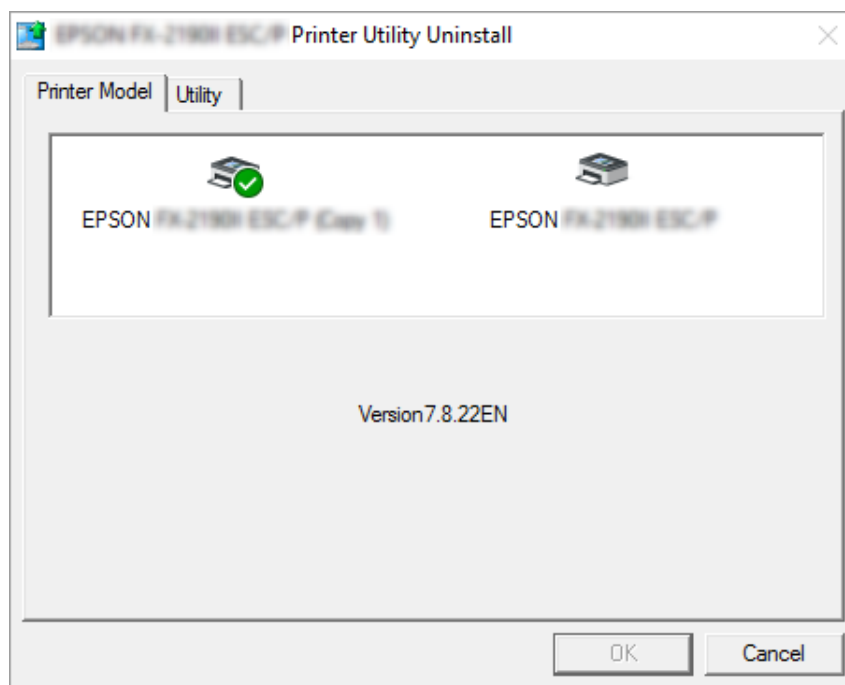 Printer Utility Uninstall
Printer Model Utility
EPSON EPSON
Version7.8.22EN
OK Cancel